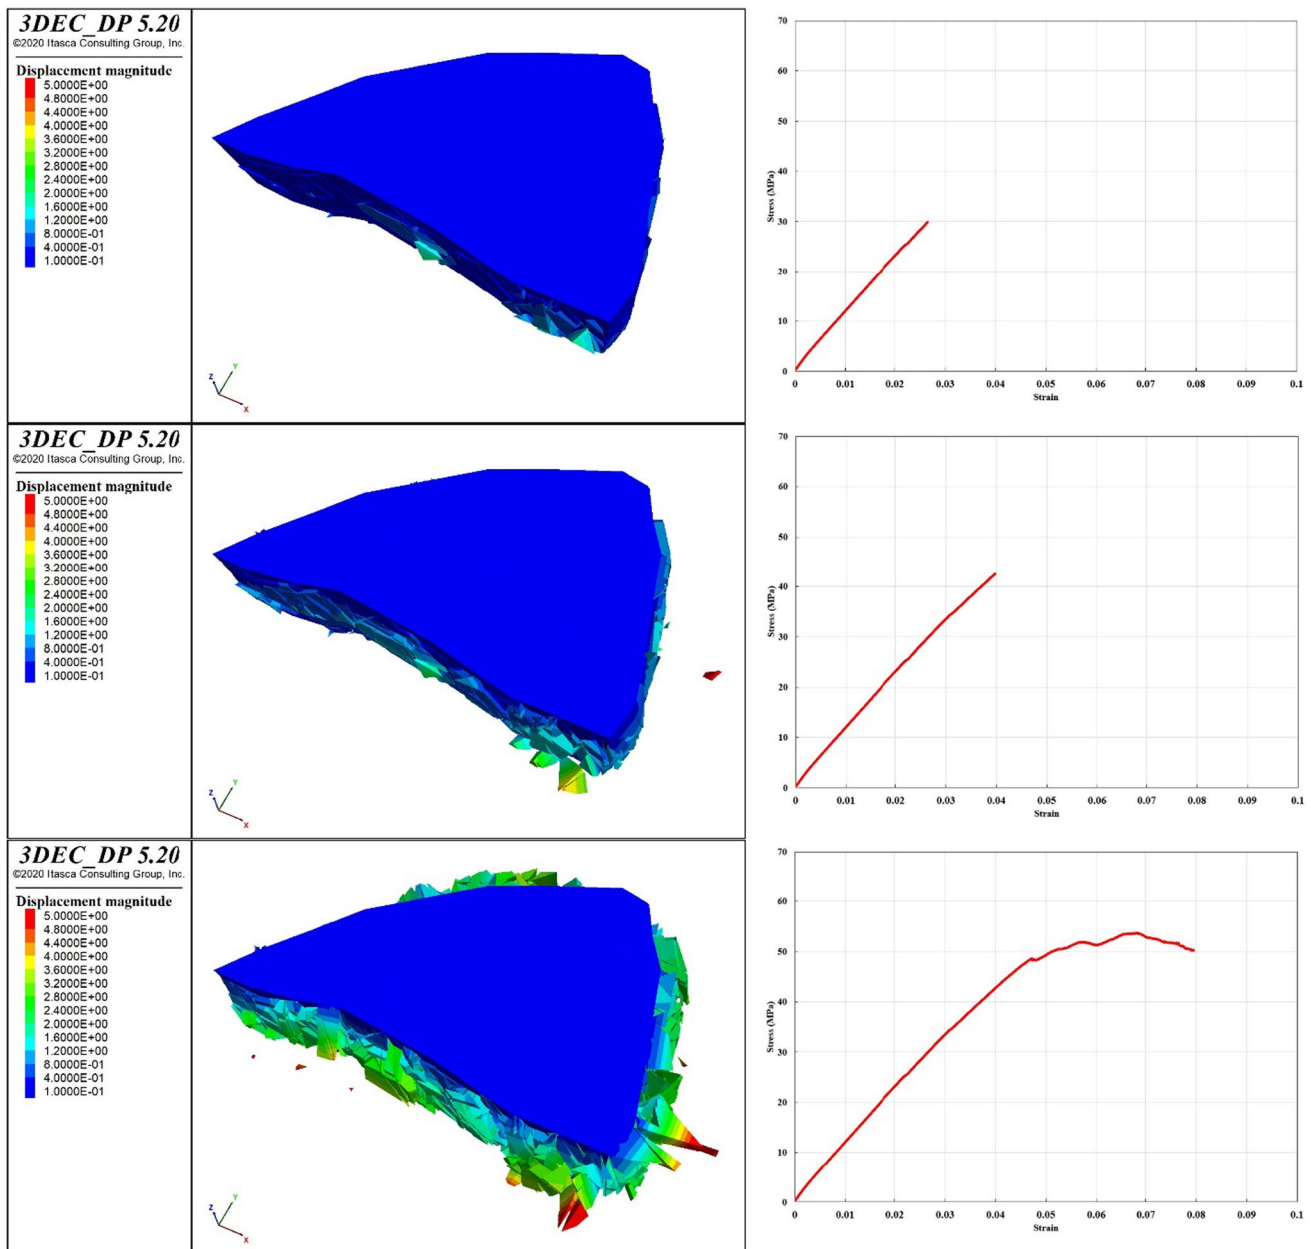 3DEC_DP 5.20
©2020 Itasca Consulting Group, Inc.
Displacement magnitude
5.0000E+00
4.8000E+00
4.4000E+00
4.0000E+00
3.6000E+00
3.2000E+00
2.8000E+00
2.4000E+00
2.0000E+00
1.6000E+00
1.2000E+00
8.0000E-01
4.0000E-01
1.0000E-01
Z Y X
70
60
50
40
30
20
10
0
Stress (MPa)
0 0.01 0.02 0.03 0.04 0.05 0.06 0.07 0.08 0.09 0.1
Strain
3DEC_DP 5.20
©2020 Itasca Consulting Group, Inc.
Displacement magnitude
5.0000E+00
4.8000E+00
4.4000E+00
4.0000E+00
3.6000E+00
3.2000E+00
2.8000E+00
2.4000E+00
2.0000E+00
1.6000E+00
1.2000E+00
8.0000E-01
4.0000E-01
1.0000E-01
Z Y X
70
60
50
40
30
20
10
0
Stress (MPa)
0 0.01 0.02 0.03 0.04 0.05 0.06 0.07 0.08 0.09 0.1
Strain
3DEC_DP 5.20
©2020 Itasca Consulting Group, Inc.
Displacement magnitude
5.0000E+00
4.8000E+00
4.4000E+00
4.0000E+00
3.6000E+00
3.2000E+00
2.8000E+00
2.4000E+00
2.0000E+00
1.6000E+00
1.2000E+00
8.0000E-01
4.0000E-01
1.0000E-01
Z Y X
70
60
50
40
30
20
10
0
Stress (MPa)
0 0.01 0.02 0.03 0.04 0.05 0.06 0.07 0.08 0.09 0.1
Strain